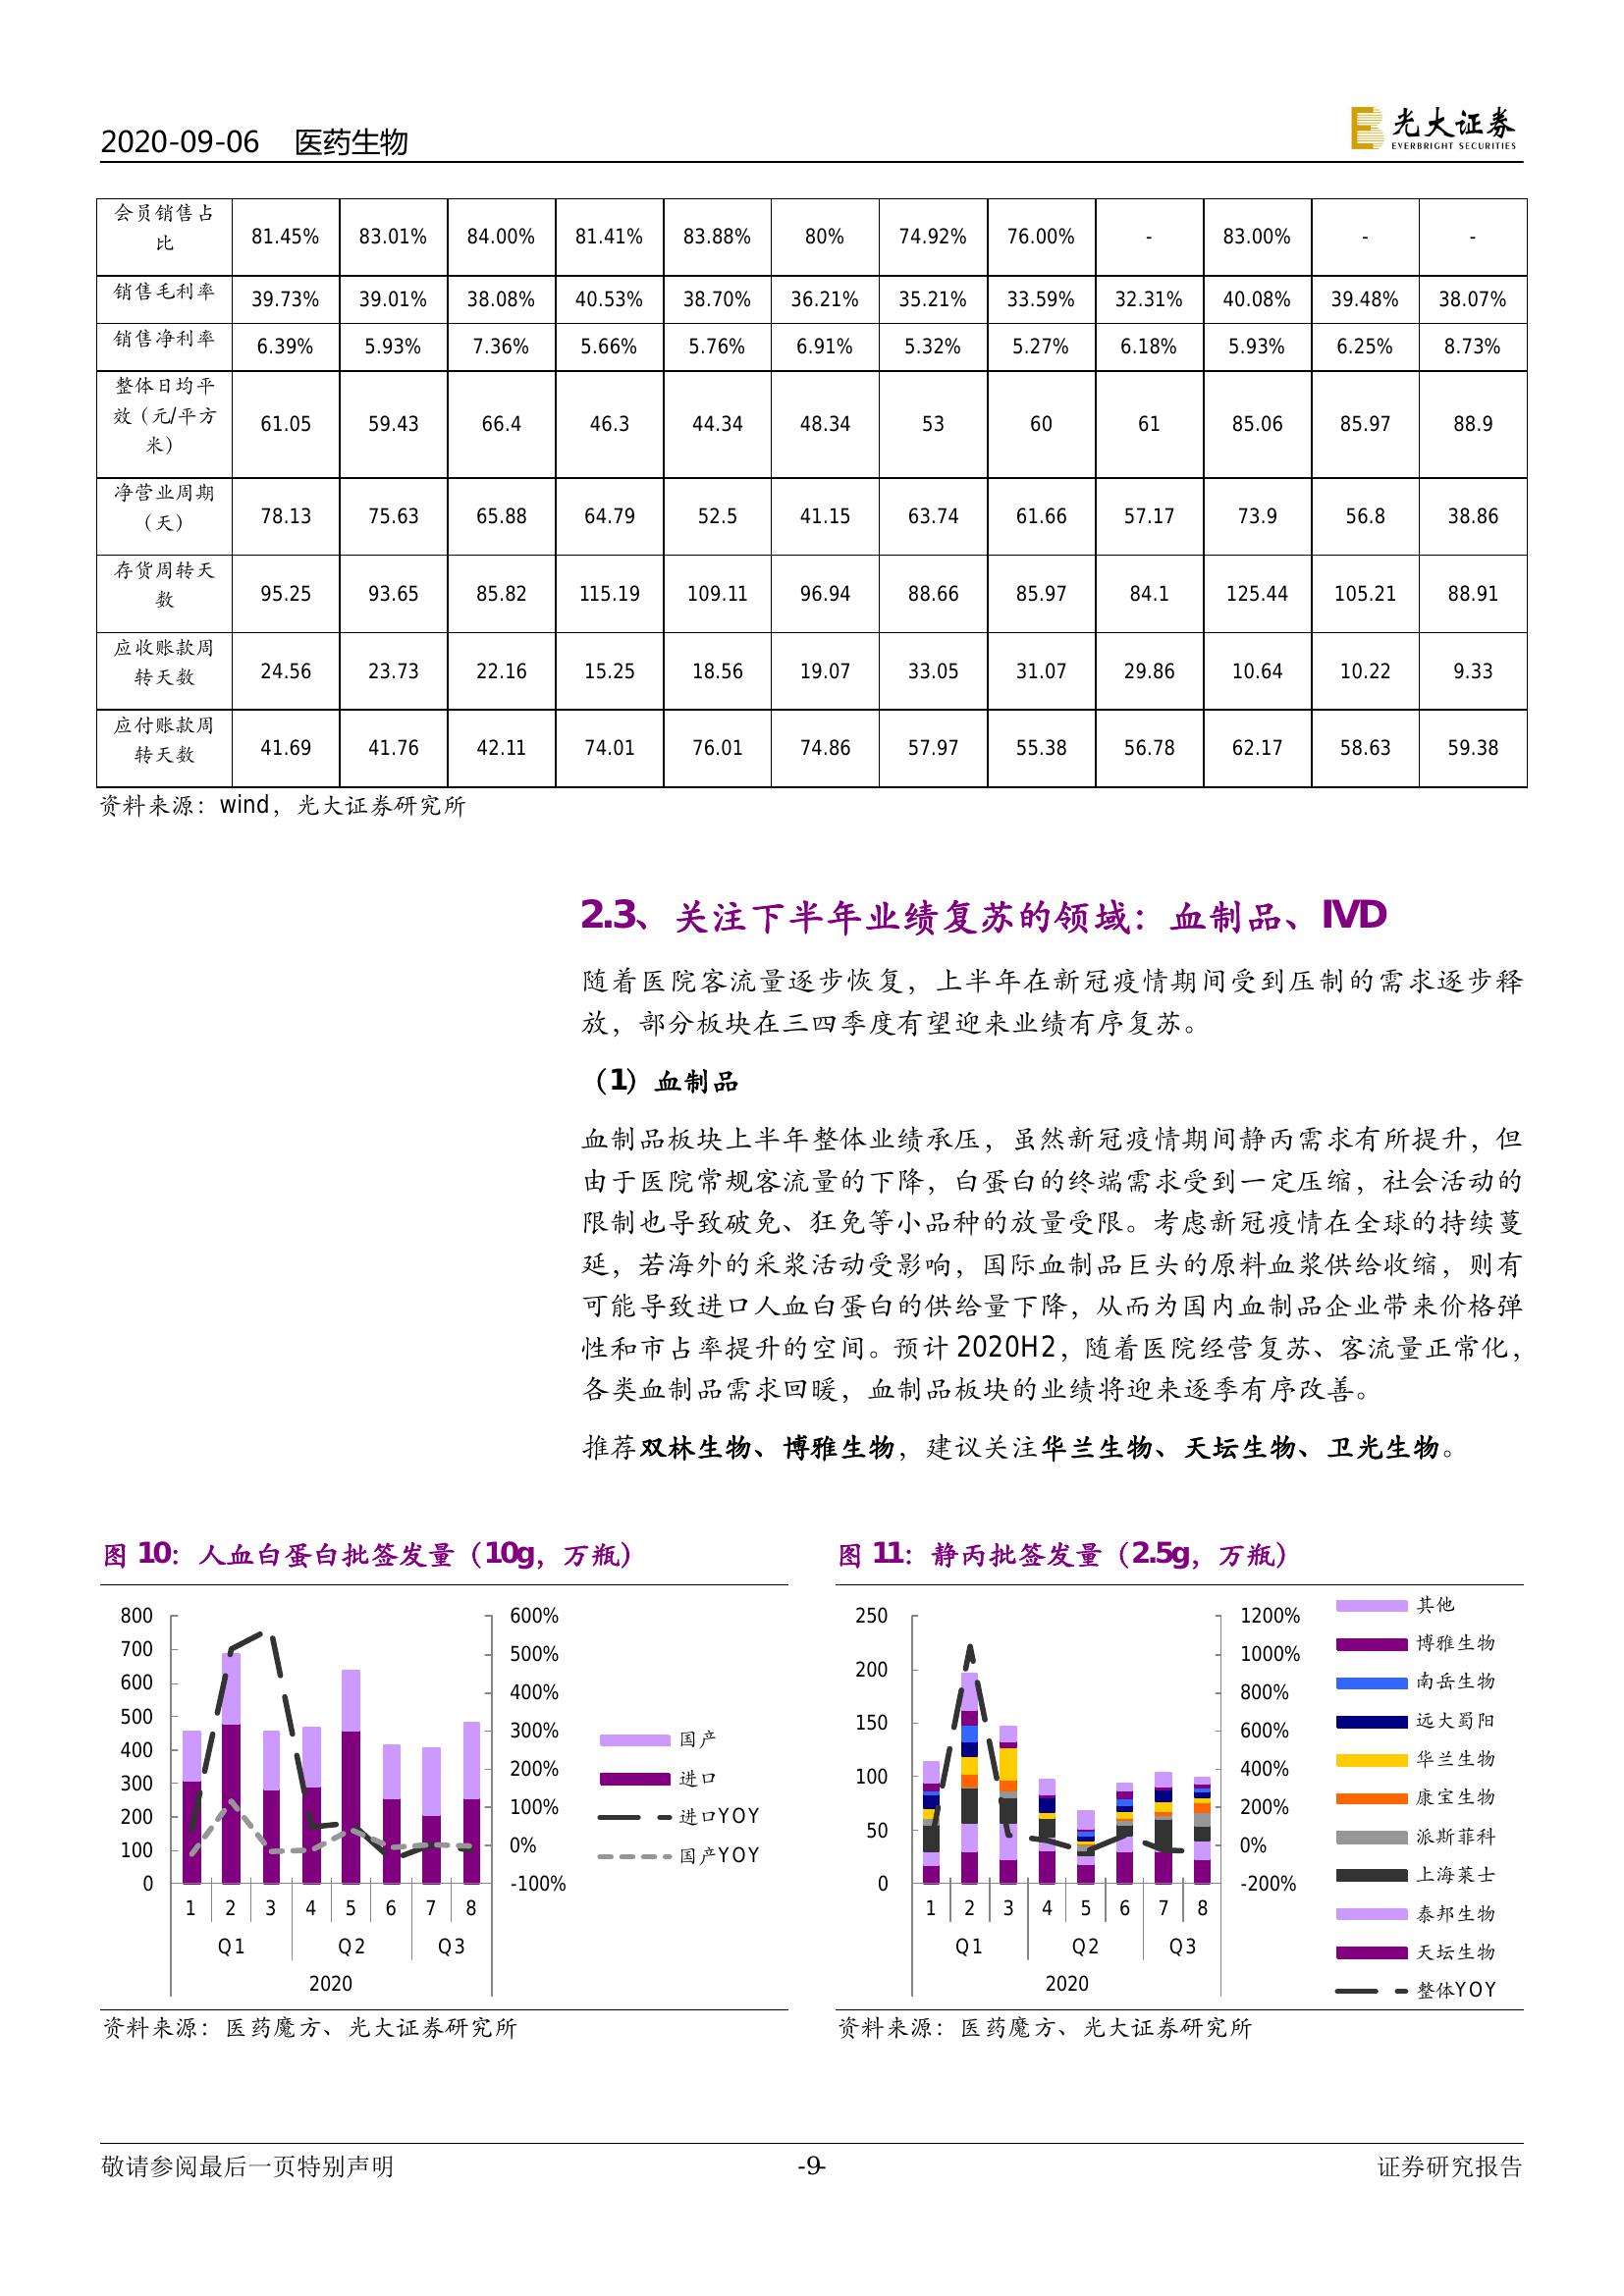 2020-09-06 医药生物
光大证券
EVERBRIGHT SECURITIES
会员销售占
比
81.45% 83.01% 84.00% 81.41% 83.88% 80% 74.92% 76.00% - 83.00% - -
销售毛利率 39.73% 39.01% 38.08% 40.53% 38.70% 36.21% 35.21% 33.59% 32.31% 40.08% 39.48% 38.07%
销售净利率 6.39% 5.93% 7.36% 5.66% 5.76% 6.91% 5.32% 5.27% 6.18% 5.93% 6.25% 8.73%
整体日均平
效（元/平方
米）
61.05 59.43 66.4 46.3 44.34 48.34 53 60 61 85.06 85.97 88.9
净营业周期
（天）
78.13 75.63 65.88 64.79 52.5 41.15 63.74 61.66 57.17 73.9 56.8 38.86
存货周转天
数
95.25 93.65 85.82 115.19 109.11 96.94 88.66 85.97 84.1 125.44 105.21 88.91
应收账款周
转天数
24.56 23.73 22.16 15.25 18.56 19.07 33.05 31.07 29.86 10.64 10.22 9.33
应付账款周
转天数
41.69 41.76 42.11 74.01 76.01 74.86 57.97 55.38 56.78 62.17 58.63 59.38
资料来源：wind，光大证券研究所
2.3、关注下半年业绩复苏的领域：血制品、IVD
随着医院客流量逐步恢复，上半年在新冠疫情期间受到压制的需求逐步释
放，部分板块在三四季度有望迎来业绩有序复苏。
（1）血制品
血制品板块上半年整体业绩承压，虽然新冠疫情期间静丙需求有所提升，但
由于医院常规客流量的下降，白蛋白的终端需求受到一定压缩，社会活动的
限制也导致破免、狂免等小品种的放量受限。考虑新冠疫情在全球的持续蔓
延，若海外的采浆活动受影响，国际血制品巨头的原料血浆供给收缩，则有
可能导致进口人血白蛋白的供给量下降，从而为国内血制品企业带来价格弹
性和市占率提升的空间。预计 2020H2，随着医院经营复苏、客流量正常化，
各类血制品需求回暖，血制品板块的业绩将迎来逐季有序改善。
推荐双林生物、博雅生物，建议关注华兰生物、天坛生物、卫光生物。
图 10：人血白蛋白批签发量（10g，万瓶）
800 600%
700 500%
600 400%
500 300%
400 200%
300 100%
200 0%
100 -100%
0
1 2 3 4 5 6 7 8
Q1 Q2 Q3
2020
国产
进口
进口YOY
国产YOY
资料来源：医药魔方、光大证券研究所
图 11：静丙批签发量（2.5g，万瓶）
250 1200%
200 1000%
150 800%
100 600%
50 400%
0 200%
0%
-200%
1 2 3 4 5 6 7 8
Q1 Q2 Q3
2020
其他
博雅生物
南岳生物
远大蜀阳
华兰生物
康宝生物
派斯菲科
上海莱士
泰邦生物
天坛生物
整体YOY
资料来源：医药魔方、光大证券研究所
敬请参阅最后一页特别声明 -9- 证券研究报告